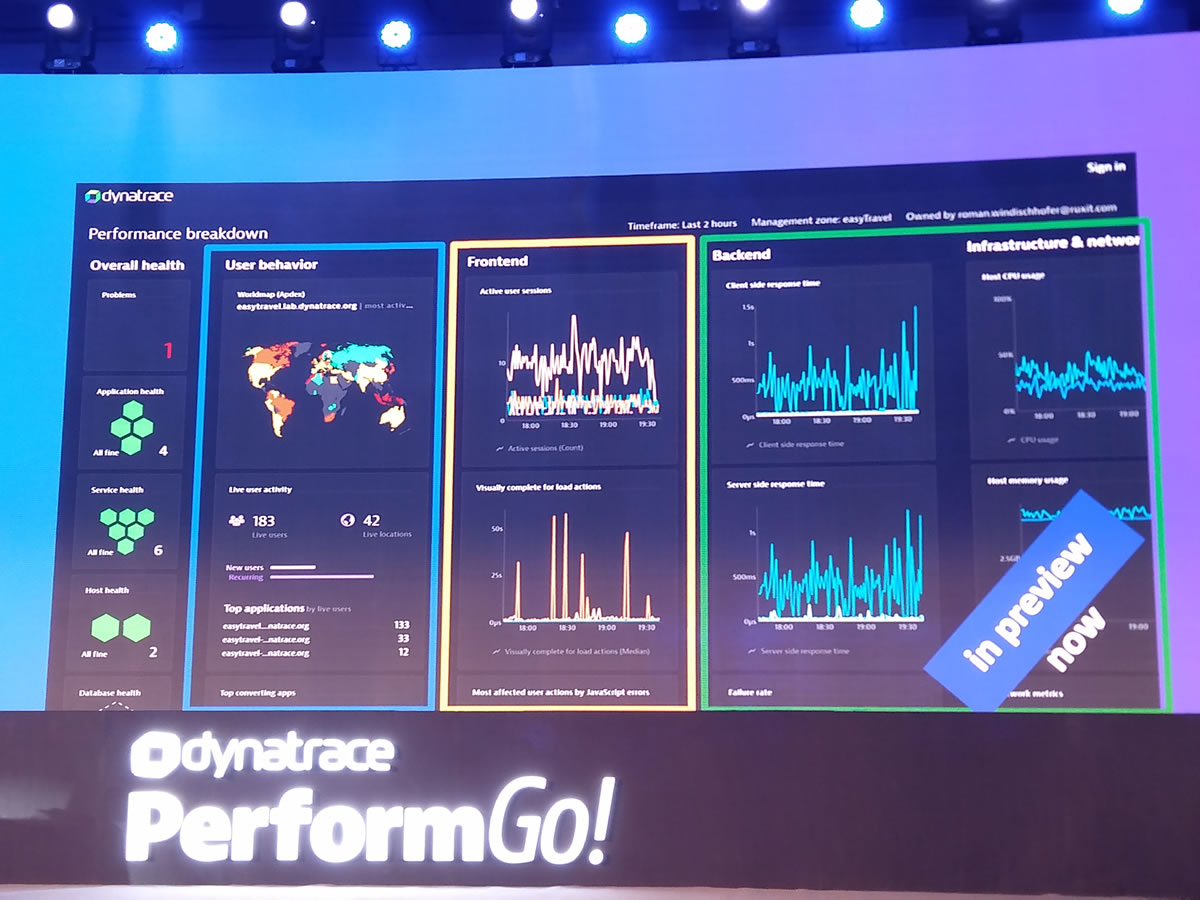 dynatrace
Sign in
Performance breakdown
Timeframe: Last 2 hours Management zone: easyTravel Owned by roman.windischhofer@ruxit.com
Overall health
Problems
1
Application health
All fine 4
Service health
All fine 6
Host health
All fine 2
Database health
User behavior
Worldmap (Apdex)
easytravel.lab.dynatrace.org | most activ...
Live user activity
183 42
Live users Live locations
New users
Recurring
Top applications by live users
easytravel...natrace.org 133
easytravel-...natrace.org 33
easytravel-...natrace.org 12
Top converting apps
Frontend
Active user sessions
10
0
18:00 18:30 19:00 19:30
Active sessions (Count)
Visually complete for load actions
50s
25s
0µs
18:00 18:30 19:00 19:30
Visually complete for load actions (Median)
Most affected user actions by JavaScript errors
Backend
Client side response time
1.5s
1s
500ms
0µs
18:00 18:30 19:00 19:30
Client side response time
Server side response time
1s
500ms
0µs
18:00 18:30 19:00 19:30
Server side response time
Failure rate
Infrastructure & networ
Host CPU usage
100%
50%
0%
18:00 18:30 19:00
CPU usage
Host memory usage
19:00
work metrics
in preview
now
dynatrace
PerformGo!